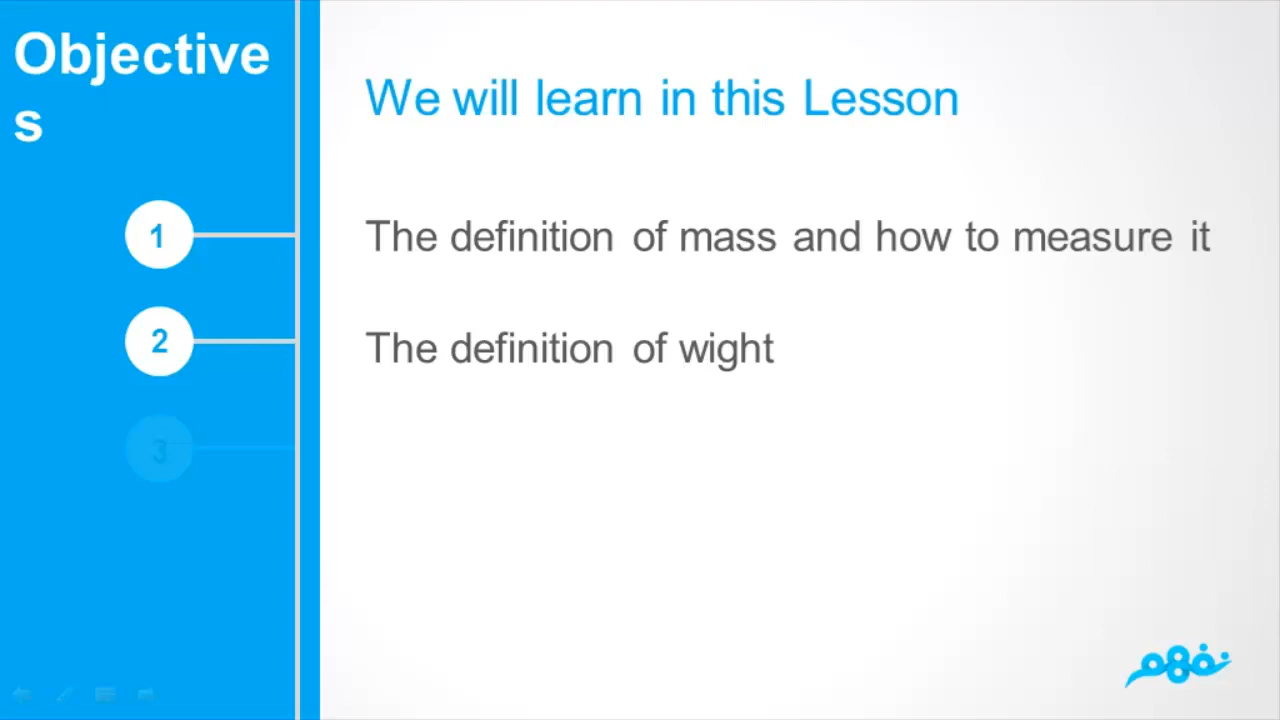 Objective
s
We will learn in this Lesson
1
The definition of mass and how to measure it
2
The definition of wight
3
نفهم